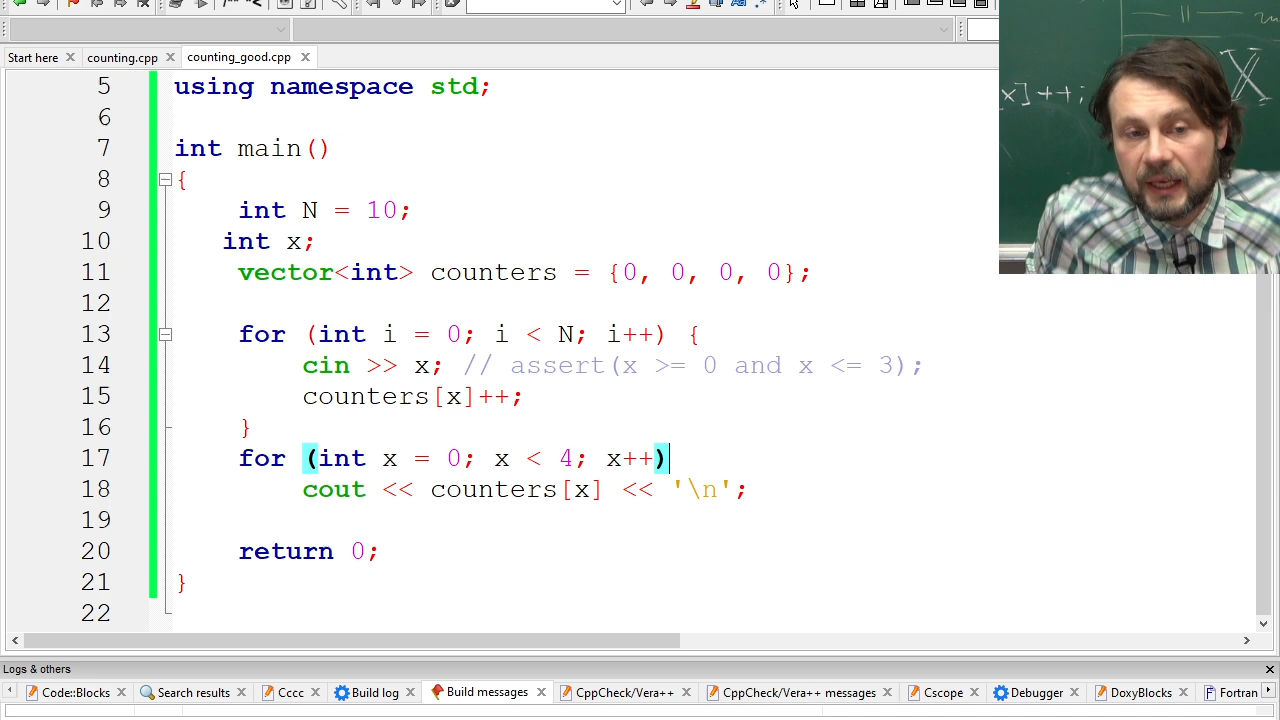 Start here
counting.cpp
counting_good.cpp
5 using namespace std;
6
7 int main()
8 {
9 int N = 10;
10 int x;
11 vector<int> counters = {0, 0, 0, 0};
12
13 for (int i = 0; i < N; i++) {
14 cin >> x; // assert(x >= 0 and x <= 3);
15 counters[x]++;
16 }
17 for (int x = 0; x < 4; x++)
18 cout << counters[x] << '\n';
19
20 return 0;
21 }
22
x]++;
X
Logs & others
Code::Blocks
Search results
Cccc
Build log
Build messages
CppCheck/Vera++
CppCheck/Vera++ messages
Cscope
Debugger
DoxyBlocks
Fortran